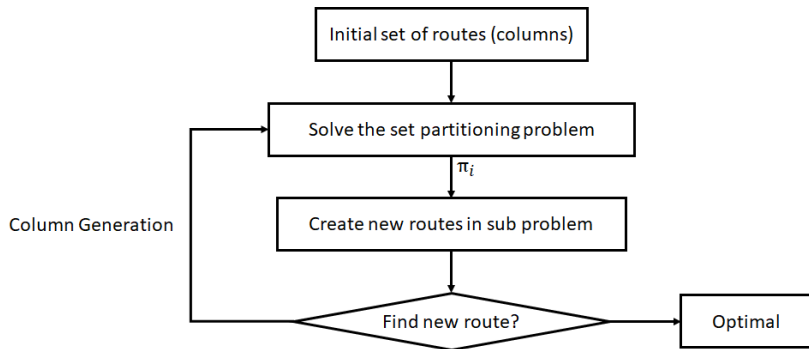 Initial set of routes (columns)
Solve the set partitioning problem
π𝑖
Create new routes in sub problem
Column Generation
Find new route?
Optimal